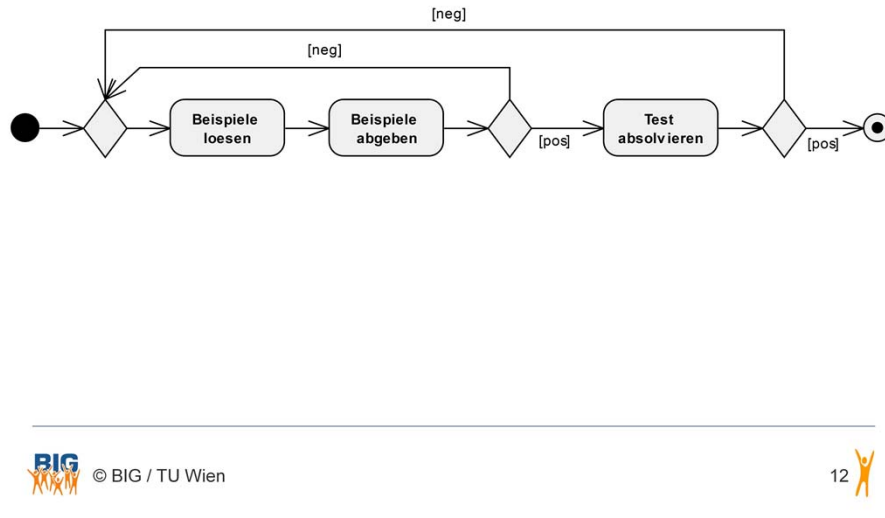 [neg]
[neg]
Beispiele
loesen
Beispiele
abgeben
[pos]
Test
absolvieren
[pos]
BIG
© BIG / TU Wien
12